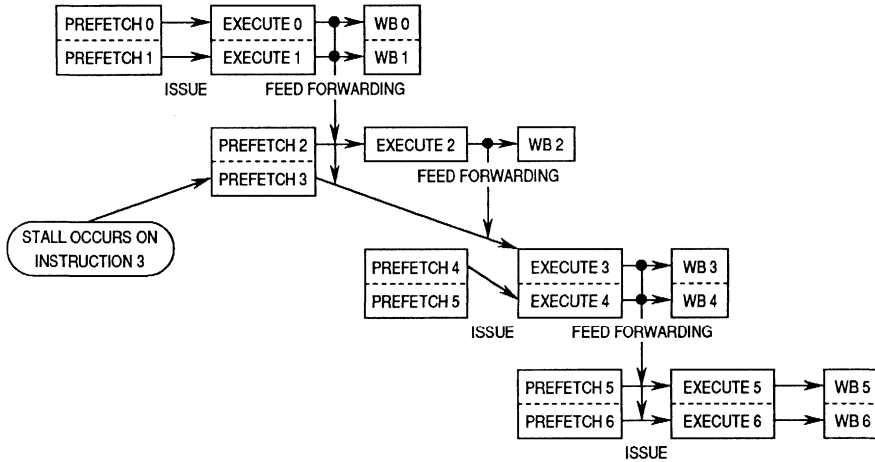 PREFETCH 0 EXECUTE 0 WB 0
PREFETCH 1 EXECUTE 1 WB 1
ISSUE FEED FORWARDING
PREFETCH 2 EXECUTE 2 WB 2
PREFETCH 3 FEED FORWARDING
STALL OCCURS ON
INSTRUCTION 3
PREFETCH 4 EXECUTE 3 WB 3
PREFETCH 5 EXECUTE 4 WB 4
ISSUE FEED FORWARDING
PREFETCH 5 EXECUTE 5 WB 5
PREFETCH 6 EXECUTE 6 WB 6
ISSUE